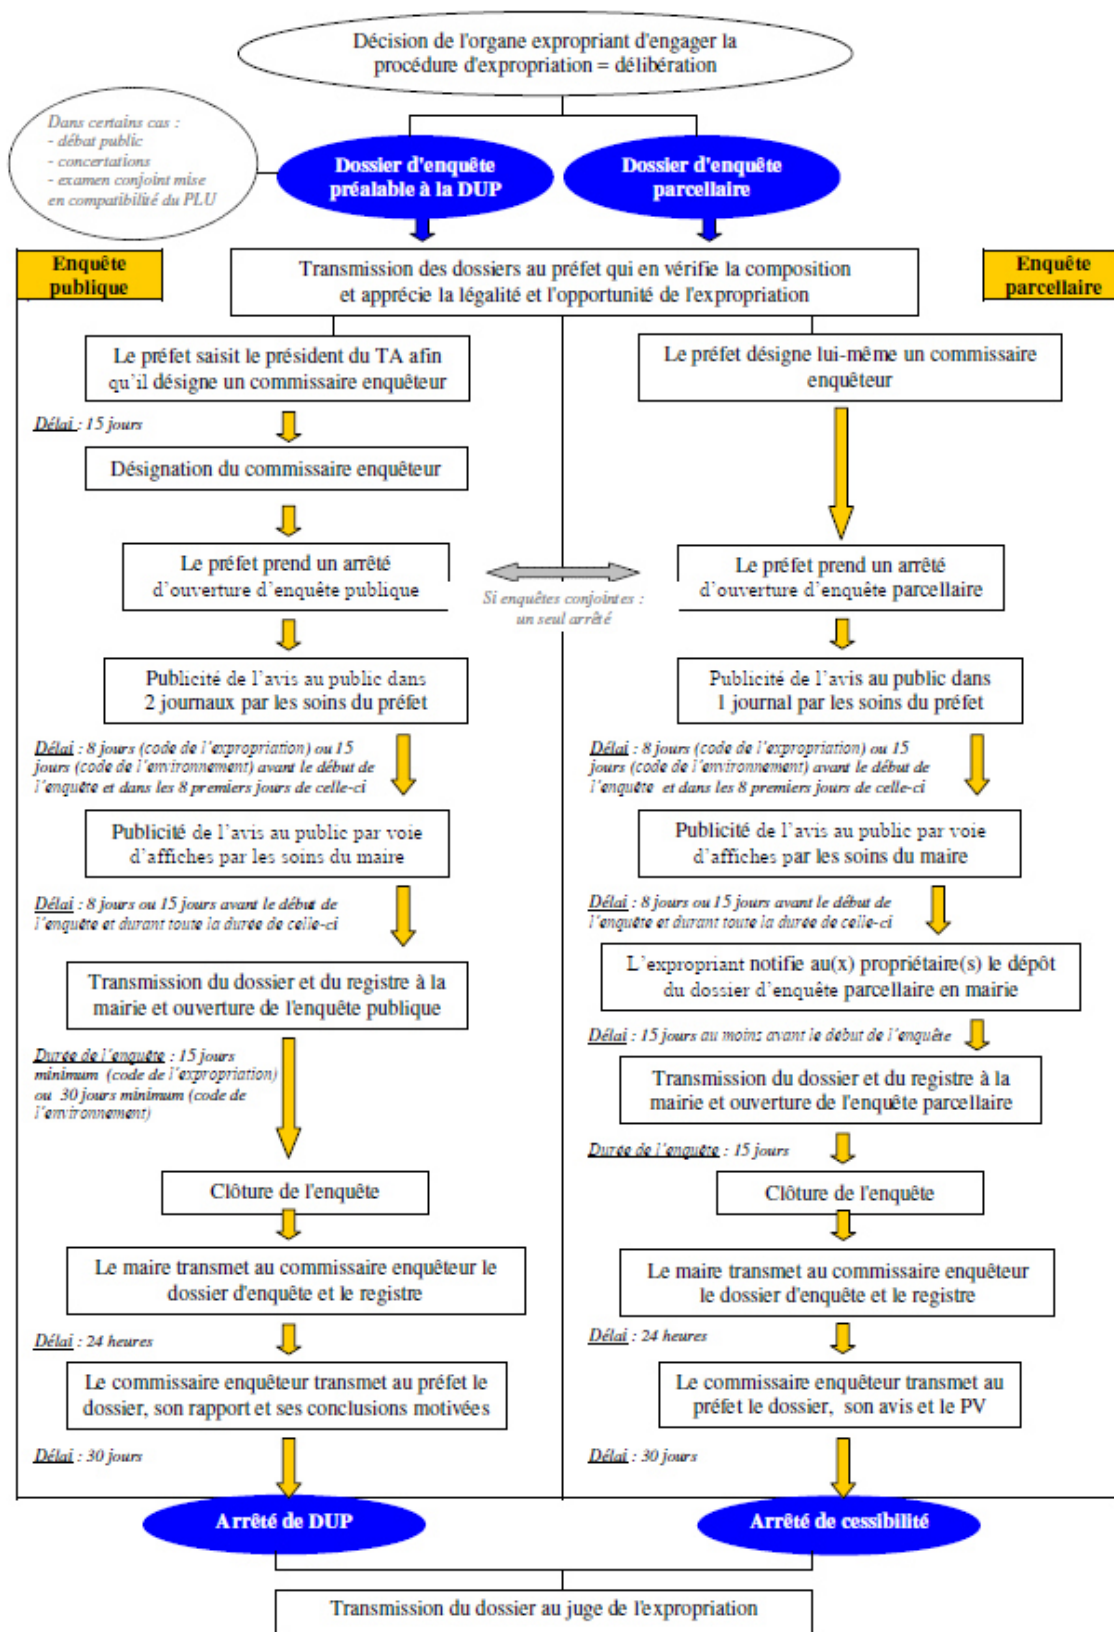 Décision de l'organe expropriant d'engager la
procédure d'expropriation = délibération
Dans certains cas :
- débat public
- concertations
- examen conjoint mise
en compatibilité du PLU
Dossier d'enquête
préalable à la DUP
Dossier d'enquête
parcellaire
Enquête
publique
Transmission des dossiers au préfet qui en vérifie la composition
et apprécie la légalité et l'opportunité de l'expropriation
Enquête
parcellaire
Le préfet saisit le président du TA afin
qu'il désigne un commissaire enquêteur
Délai : 15 jours
Désignation du commissaire enquêteur
Le préfet prend un arrêté
d'ouverture d'enquête publique
Publicité de l'avis au public dans
2 journaux par les soins du préfet
Délai : 8 jours (code de l'expropriation) ou 15
jours (code de l'environnement) avant le début de
l'enquête et dans les 8 premiers jours de celle-ci
Publicité de l'avis au public par voie
d'affiches par les soins du maire
Délai : 8 jours ou 15 jours avant le début de
l'enquête et durant toute la durée de celle-ci
Transmission du dossier et du registre à la
mairie et ouverture de l'enquête publique
Durée de l'enquête : 15 jours
minimum (code de l'expropriation)
ou 30 jours minimum (code de
l'environnement)
Clôture de l'enquête
Le maire transmet au commissaire enquêteur le
dossier d'enquête et le registre
Délai : 24 heures
Le commissaire enquêteur transmet au préfet le
dossier, son rapport et ses conclusions motivées
Délai : 30 jours
Arrêté de DUP
Si enquêtes conjointes :
un seul arrêté
Le préfet désigne lui-même un commissaire
enquêteur
Le préfet prend un arrêté
d'ouverture d'enquête parcellaire
Publicité de l'avis au public dans
1 journal par les soins du préfet
Délai : 8 jours (code de l'expropriation) ou 15
jours (code de l'environnement) avant le début de
l'enquête et dans les 8 premiers jours de celle-ci
Publicité de l'avis au public par voie
d'affiches par les soins du maire
Délai : 8 jours ou 15 jours avant le début de
l'enquête et durant toute la durée de celle-ci
L'expropriant notifie au(x) propriétaire(s) le dépôt
du dossier d'enquête parcellaire en mairie
Délai : 15 jours au moins avant le début de l'enquête
Transmission du dossier et du registre à la
mairie et ouverture de l'enquête parcellaire
Durée de l'enquête : 15 jours
Clôture de l'enquête
Le maire transmet au commissaire enquêteur
le dossier d'enquête et le registre
Délai : 24 heures
Le commissaire enquêteur transmet au
préfet le dossier, son avis et le PV
Délai : 30 jours
Arrêté de cessibilité
Transmission du dossier au juge de l'expropriation